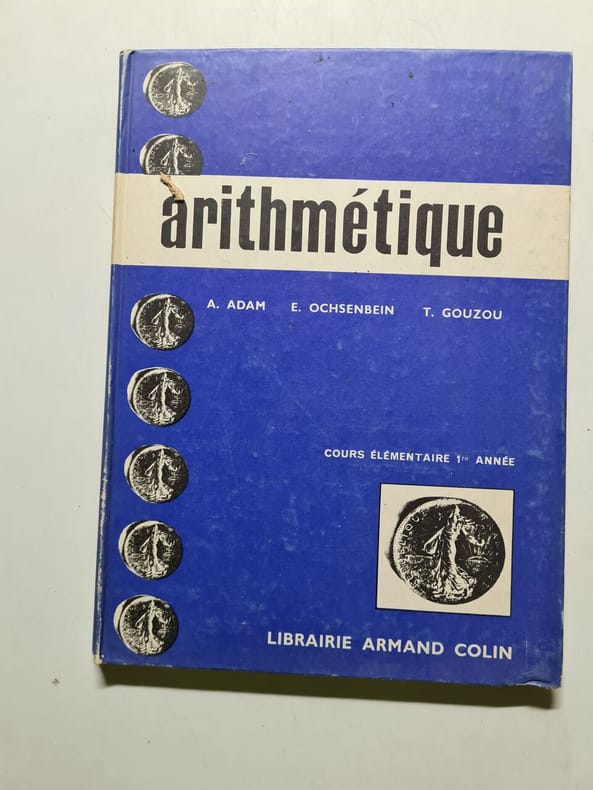 arithmétique
A. ADAM E. OCHSENBEIN T. GOUZOU
COURS ÉLÉMENTAIRE 1re ANNÉE
LIBRAIRIE ARMAND COLIN